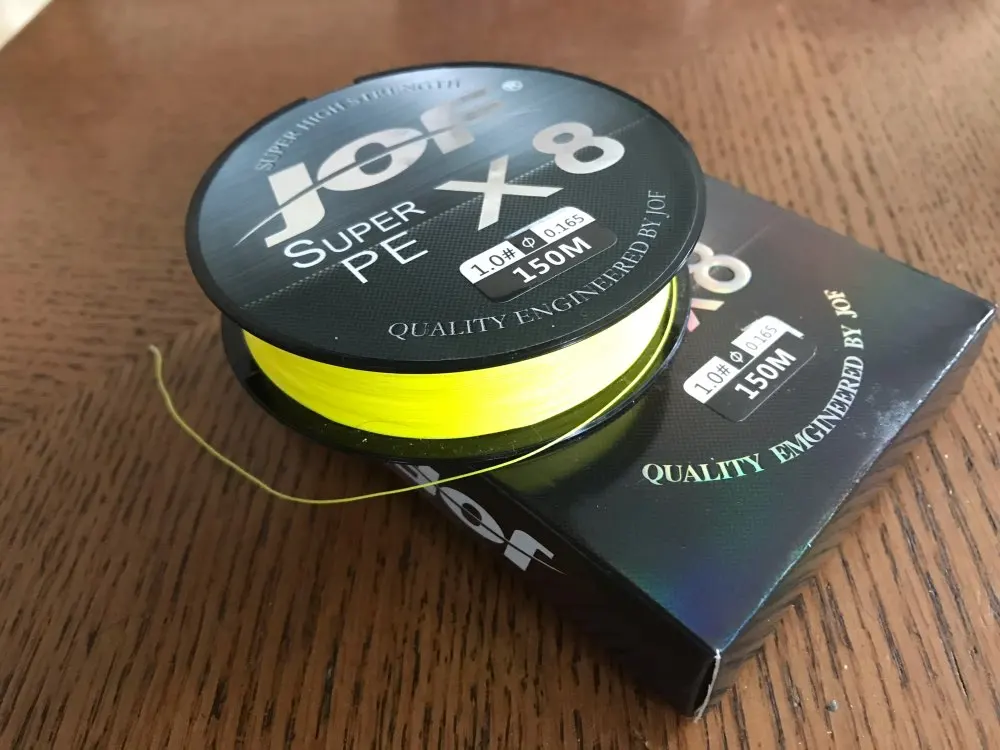 SUPER HIGH STRENGTH
JOF®
SUPER
PE
X8
1.0# Φ 0.165
150M
QUALITY ENGINEERED BY JOF
X8
1.0# Φ 0.165
150M
QUALITY EMGINEERED BY JOF
JOF